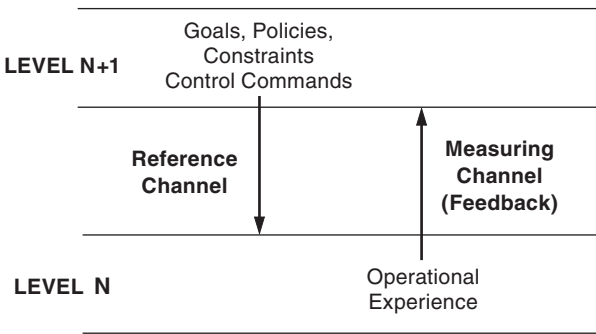 Goals, Policies,
Constraints
Control Commands
LEVEL N+1
Reference
Channel
Measuring
Channel
(Feedback)
Operational
Experience
LEVEL N